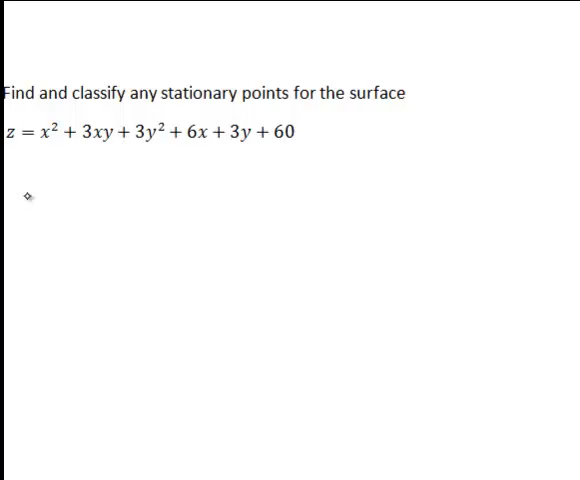 Find and classify any stationary points for the surface
z = x² + 3xy + 3y² + 6x + 3y + 60